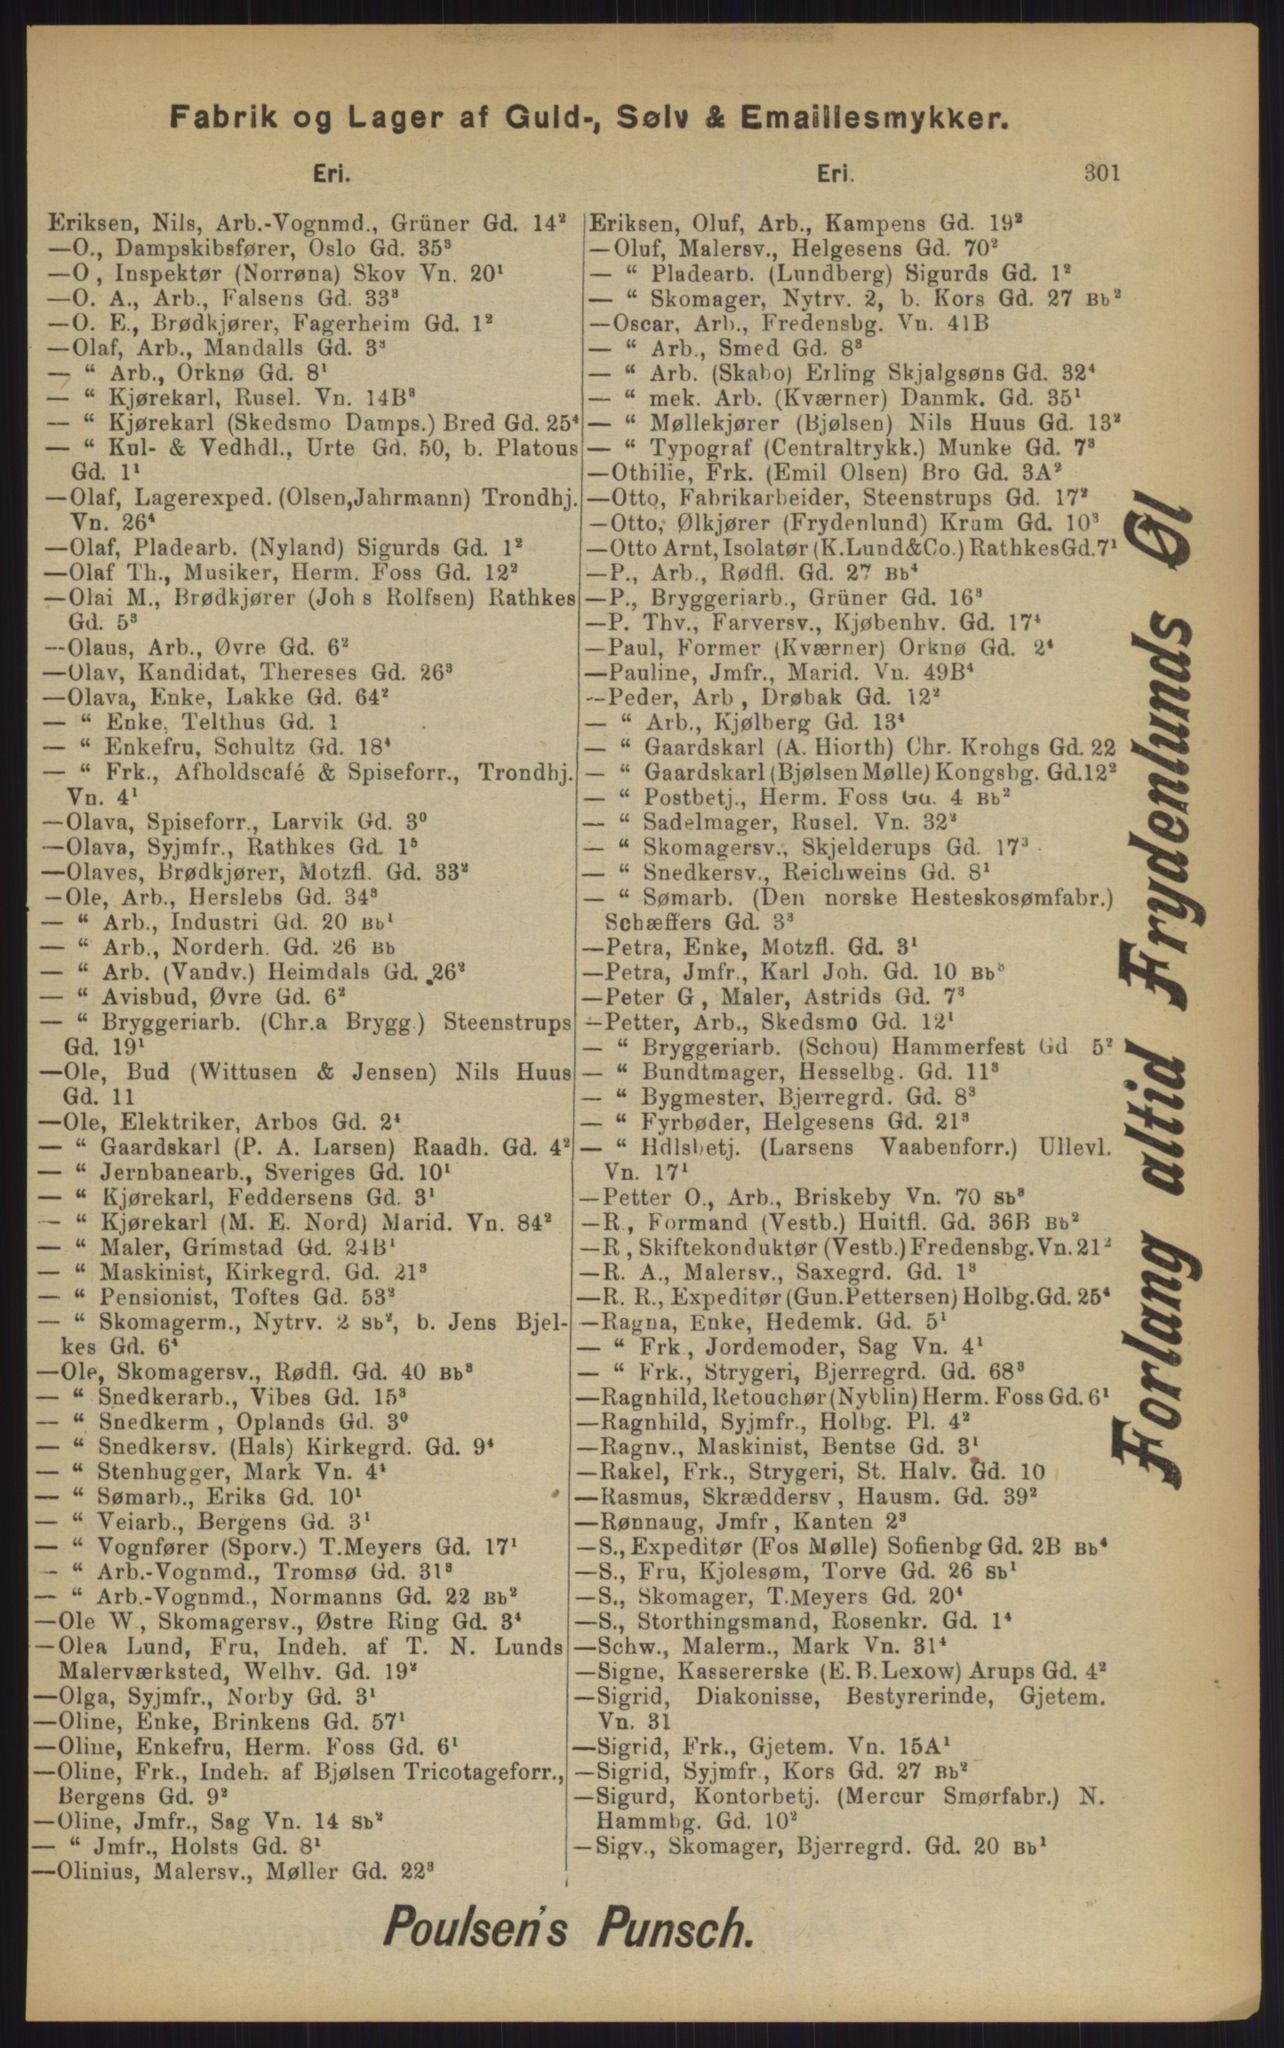 Fabrik og Lager af Guld-, Sølv & Emaillesmykker.
Eri.
Eri.
301
Eriksen, Nils, Arb.-Vognmd., Grüner Gd. 14²
—O., Dampskibsfører, Oslo Gd. 35³
—O , Inspektør (Norrøna) Skov Vn. 20¹
—O. A., Arb., Falsens Gd. 33³
—O. E., Brødkjører, Fagerheim Gd. 1²
—Olaf, Arb., Mandalls Gd. 3³
— “ Arb., Orknø Gd. 8¹
— “ Kjørekarl, Rusel. Vn. 14B³
— “ Kjørekarl (Skedsmo Damps.) Bred Gd. 25⁴
— “ Kul- & Vedhdl., Urte Gd. 50, b. Platous
Gd. 1¹
—Olaf, Lagerexped. (Olsen,Jahrmann) Trondhj.
Vn. 26⁴
—Olaf, Pladearb. (Nyland) Sigurds Gd. 1²
—Olaf Th., Musiker, Herm. Foss Gd. 12²
—Olai M., Brødkjører (Joh s Rolfsen) Rathkes
Gd. 5³
—Olaus, Arb., Øvre Gd. 6²
—Olav, Kandidat, Thereses Gd. 26³
—Olava, Enke, Lakke Gd. 64²
— “ Enke, Telthus Gd. 1
— “ Enkefru, Schultz Gd. 18⁴
— “ Frk., Afholdscafé & Spiseforr., Trondhj.
Vn. 4¹
—Olava, Spiseforr., Larvik Gd. 3⁰
—Olava, Syjmfr., Rathkes Gd. 1⁵
—Olaves, Brødkjører, Motzfl. Gd. 33²
—Ole, Arb., Herslebs Gd. 34³
— “ Arb., Industri Gd. 20 Bb¹
— “ Arb., Norderh. Gd. 26 Bb
— “ Arb. (Vandv.) Heimdals Gd. 26²
— “ Avisbud, Øvre Gd. 6²
— “ Bryggeriarb. (Chr.a Brygg.) Steenstrups
Gd. 19¹
—Ole, Bud (Wittusen & Jensen) Nils Huus
Gd. 11
—Ole, Elektriker, Arbos Gd. 2⁴
— “ Gaardskarl (P. A. Larsen) Raadh. Gd. 4²
— “ Jernbanearb., Sveriges Gd. 10¹
— “ Kjørekarl, Feddersens Gd. 3¹
— “ Kjørekarl (M. E. Nord) Marid. Vn. 84²
— “ Maler, Grimstad Gd. 24B¹
— “ Maskinist, Kirkegrd. Gd. 21³
— “ Pensionist, Toftes Gd. 53²
— “ Skomagerm., Nytrv. 2 Sb², b. Jens Bjel-
kes Gd. 6⁴
—Ole, Skomagersv., Rødfl. Gd. 40 Bb³
— “ Snedkerarb., Vibes Gd. 15³
— “ Snedkerm , Oplands Gd. 3⁰
— “ Snedkersv. (Hals) Kirkegrd. Gd. 9⁴
— “ Stenhugger, Mark Vn. 4⁴
— “ Sømarb., Eriks Gd. 10¹
— “ Veiarb., Bergens Gd. 3¹
— “ Vognfører (Sporv.) T.Meyers Gd. 17¹
— “ Arb.-Vognmd., Tromsø Gd. 31³
— “ Arb.-Vognmd., Normanns Gd. 22 Bb²
—Ole W , Skomagersv., Østre Ring Gd. 3⁴
—Olea Lund, Fru, Indeh. af T. N. Lunds
Malerværksted, Welhv. Gd. 19²
—Olga, Syjmfr., Norby Gd. 3¹
—Oline, Enke, Brinkens Gd. 57¹
—Oline, Enkefru, Herm. Foss Gd. 6¹
—Oline, Frk., Indeh. af Bjølsen Tricotageforr.,
Bergens Gd. 9²
—Oline, Jmfr., Sag Vn. 14 Sb²
— “ Jmfr., Holsts Gd. 8¹
—Olinius, Malersv., Møller Gd. 22³
Eriksen, Oluf, Arb., Kampens Gd. 19²
—Oluf, Malersv., Helgesens Gd. 70²
— “ Pladearb. (Lundberg) Sigurds Gd. 1²
— “ Skomager, Nytrv. 2, b. Kors Gd. 27 Bb²
—Oscar, Arb., Fredensbg. Vn. 41B
— “ Arb., Smed Gd. 8³
— “ Arb. (Skabo) Erling Skjalgsøns Gd. 32⁴
— “ mek. Arb. (Kværner) Danmk. Gd. 35¹
— “ Møllekjører (Bjølsen) Nils Huus Gd. 13²
— “ Typograf (Centraltrykk.) Munke Gd. 7³
—Othilie, Frk. (Emil Olsen) Bro Gd. 3A²
—Otto, Fabrikarbeider, Steenstrups Gd. 17²
—Otto, Ølkjører (Frydenlund) Krum Gd. 10³
—Otto Arnt, Isolatør (K.Lund&Co.) RathkesGd.7¹
—P., Arb., Rødfl. Gd. 27 Bb⁴
—P., Bryggeriarb., Grüner Gd. 16³
—P. Thv., Farversv., Kjøbenhv. Gd. 17⁴
—Paul, Former (Kværner) Orknø Gd. 2⁴
—Pauline, Jmfr., Marid. Vn. 49B⁴
—Peder, Arb , Drøbak Gd. 12²
— “ Arb., Kjølberg Gd. 13⁴
— “ Gaardskarl (A. Hiorth) Chr. Krohgs Gd. 22
— “ Gaardskarl (Bjølsen Mølle) Kongsbg. Gd.12²
— “ Postbetj., Herm. Foss Gd. 4 Bb²
— “ Sadelmager, Rusel. Vn. 32²
— “ Skomagersv., Skjelderups Gd. 17³
— “ Snedkersv., Reichweins Gd. 8¹
— “ Sømarb. (Den norske Hesteskosømfabr.)
Schæffers Gd. 3³
—Petra, Enke, Motzfl. Gd. 3¹
—Petra, Jmfr., Karl Joh. Gd. 10 Bb³
—Peter G , Maler, Astrids Gd. 7³
—Petter, Arb., Skedsmo Gd. 12¹
— “ Bryggeriarb. (Schou) Hammerfest Gd 5²
— “ Bundtmager, Hesselbg. Gd. 11³
— “ Bygmester, Bjerregrd. Gd. 8³
— “ Fyrbøder, Helgesens Gd. 21³
— “ Hdlsbetj. (Larsens Vaabenforr.) Ullevl.
Vn. 17¹
—Petter O., Arb., Briskeby Vn. 70 Sb³
—R., Formand (Vestb.) Huitfl. Gd. 36B Bb²
—R , Skiftekonduktør (Vestb.) Fredensbg.Vn.21²
—R. A., Malersv., Saxegrd. Gd. 1³
—R. R., Expeditør (Gun.Pettersen) Holbg.Gd. 25⁴
—Ragna, Enke, Hedemk. Gd. 5¹
— “ Frk , Jordemoder, Sag Vn. 4¹
— “ Frk., Strygeri, Bjerregrd. Gd. 68³
—Ragnhild, Retouchør (Nyblin) Herm. Foss Gd. 6¹
—Ragnhild, Syjmfr., Holbg. Pl. 4²
—Ragnv., Maskinist, Bentse Gd. 3¹
—Rakel, Frk., Strygeri, St. Halv. Gd. 10
—Rasmus, Skræddersv , Hausm. Gd. 39²
—Rønnaug, Jmfr , Kanten 2³
—S., Expeditør (Fos Mølle) Sofienbg Gd. 2B Bb⁴
—S., Fru, Kjolesøm, Torve Gd. 26 Sb¹
—S., Skomager, T.Meyers Gd. 20⁴
—S., Storthingsmand, Rosenkr. Gd. 1⁴
—Schw., Malerm., Mark Vn. 31⁴
—Signe, Kassererske (E. B. Lexow) Arups Gd. 4²
—Sigrid, Diakonisse, Bestyrerinde, Gjetem.
Vn. 31
—Sigrid, Frk., Gjetem. Vn. 15A¹
—Sigrid, Syjmfr , Kors Gd. 27 Bb²
—Sigurd, Kontorbetj. (Mercur Smørfabr.) N.
Hammbg. Gd. 10²
—Sigv., Skomager, Bjerregrd. Gd. 20 Bb¹
Forlang altid Frydenlunds Øl
Poulsen's Punsch.